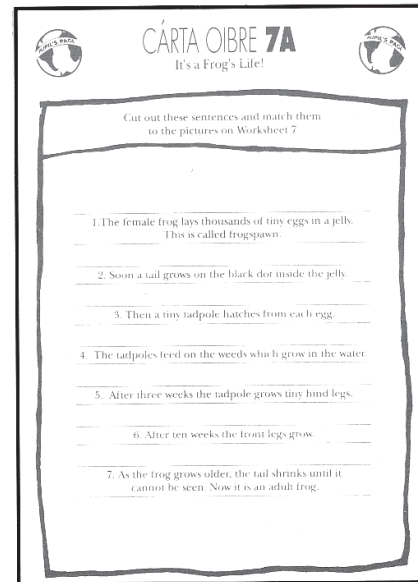 PUPIL'S PAGE
CÁRTA OIBRE 7A
PUPIL'S PAGE
It's a Frog's Life!
Cut out these sentences and match them
to the pictures on Worksheet 7
1.The female frog lays thousands of tiny eggs in a jelly.
This is called frogspawn.
2. Soon a tail grows on the black dot inside the jelly.
3. Then a tiny tadpole hatches from each egg.
4. The tadpoles feed on the weeds which grow in the water.
5. After three weeks the tadpole grows tiny hind legs.
6. After ten weeks the front legs grow.
7. As the frog grows older, the tail shrinks until it
cannot be seen. Now it is an adult frog.